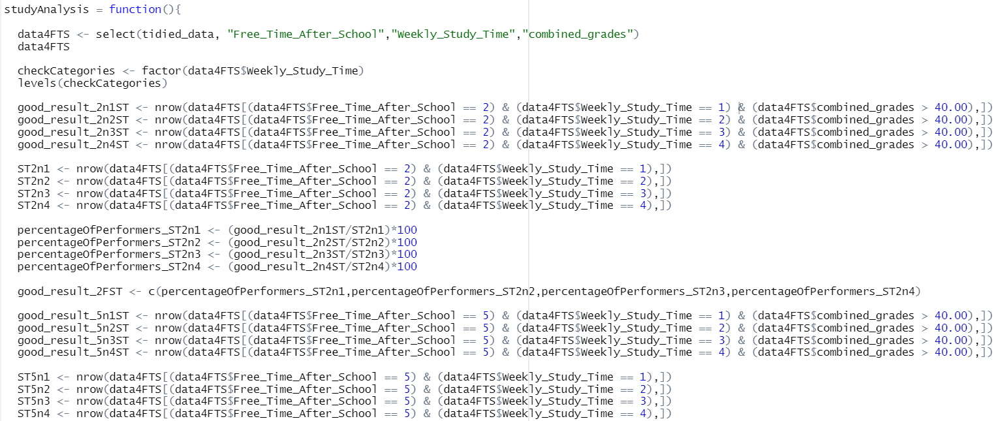 studyAnalysis = function(){
data4FTS <- select(tidied_data, "Free_Time_After_School","Weekly_Study_Time","combined_grades")
data4FTS
checkCategories <- factor(data4FTS$Weekly_Study_Time)
levels(checkCategories)
good_result_2n1ST <- nrow(data4FTS[(data4FTS$Free_Time_After_School == 2) & (data4FTS$Weekly_Study_Time == 1) & (data4FTS$combined_grades > 40.00),])
good_result_2n2ST <- nrow(data4FTS[(data4FTS$Free_Time_After_School == 2) & (data4FTS$Weekly_Study_Time == 2) & (data4FTS$combined_grades > 40.00),])
good_result_2n3ST <- nrow(data4FTS[(data4FTS$Free_Time_After_School == 2) & (data4FTS$Weekly_Study_Time == 3) & (data4FTS$combined_grades > 40.00),])
good_result_2n4ST <- nrow(data4FTS[(data4FTS$Free_Time_After_School == 2) & (data4FTS$Weekly_Study_Time == 4) & (data4FTS$combined_grades > 40.00),])
ST2n1 <- nrow(data4FTS[(data4FTS$Free_Time_After_School == 2) & (data4FTS$Weekly_Study_Time == 1),])
ST2n2 <- nrow(data4FTS[(data4FTS$Free_Time_After_School == 2) & (data4FTS$Weekly_Study_Time == 2),])
ST2n3 <- nrow(data4FTS[(data4FTS$Free_Time_After_School == 2) & (data4FTS$Weekly_Study_Time == 3),])
ST2n4 <- nrow(data4FTS[(data4FTS$Free_Time_After_School == 2) & (data4FTS$Weekly_Study_Time == 4),])
percentageOfPerformers_ST2n1 <- (good_result_2n1ST/ST2n1)*100
percentageOfPerformers_ST2n2 <- (good_result_2n2ST/ST2n2)*100
percentageOfPerformers_ST2n3 <- (good_result_2n3ST/ST2n3)*100
percentageOfPerformers_ST2n4 <- (good_result_2n4ST/ST2n4)*100
good_result_2FST <- c(percentageOfPerformers_ST2n1,percentageOfPerformers_ST2n2,percentageOfPerformers_ST2n3,percentageOfPerformers_ST2n4)
good_result_5n1ST <- nrow(data4FTS[(data4FTS$Free_Time_After_School == 5) & (data4FTS$Weekly_Study_Time == 1) & (data4FTS$combined_grades > 40.00),])
good_result_5n2ST <- nrow(data4FTS[(data4FTS$Free_Time_After_School == 5) & (data4FTS$Weekly_Study_Time == 2) & (data4FTS$combined_grades > 40.00),])
good_result_5n3ST <- nrow(data4FTS[(data4FTS$Free_Time_After_School == 5) & (data4FTS$Weekly_Study_Time == 3) & (data4FTS$combined_grades > 40.00),])
good_result_5n4ST <- nrow(data4FTS[(data4FTS$Free_Time_After_School == 5) & (data4FTS$Weekly_Study_Time == 4) & (data4FTS$combined_grades > 40.00),])
ST5n1 <- nrow(data4FTS[(data4FTS$Free_Time_After_School == 5) & (data4FTS$Weekly_Study_Time == 1),])
ST5n2 <- nrow(data4FTS[(data4FTS$Free_Time_After_School == 5) & (data4FTS$Weekly_Study_Time == 2),])
ST5n3 <- nrow(data4FTS[(data4FTS$Free_Time_After_School == 5) & (data4FTS$Weekly_Study_Time == 3),])
ST5n4 <- nrow(data4FTS[(data4FTS$Free_Time_After_School == 5) & (data4FTS$Weekly_Study_Time == 4),])